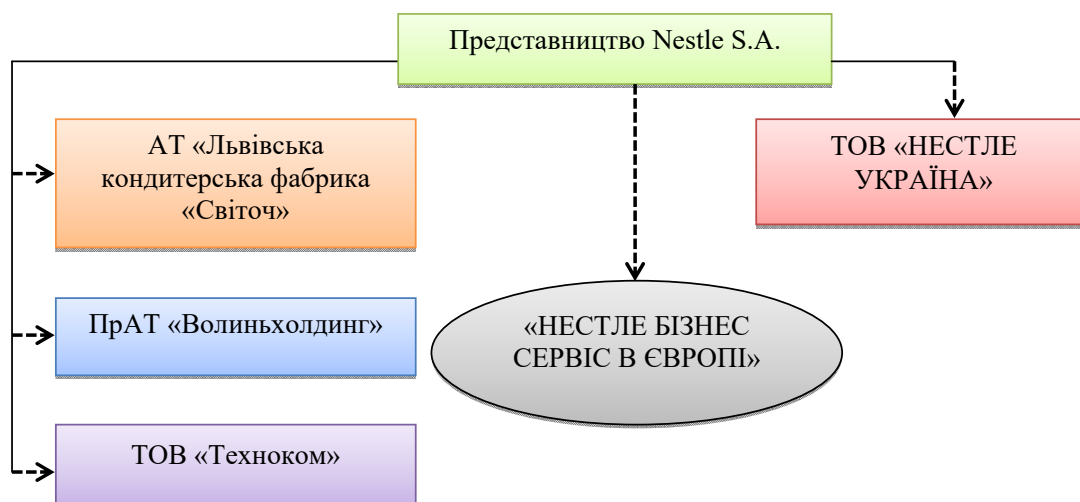 Представництво Nestle S.A.
АТ «Львівська
кондитерська фабрика
«Світоч»
ТОВ «НЕСТЛЕ
УКРАЇНА»
ПрАТ «Волиньхолдинг»
«НЕСТЛЕ БІЗНЕС
СЕРВІС В ЄВРОПІ»
ТОВ «Техноком»